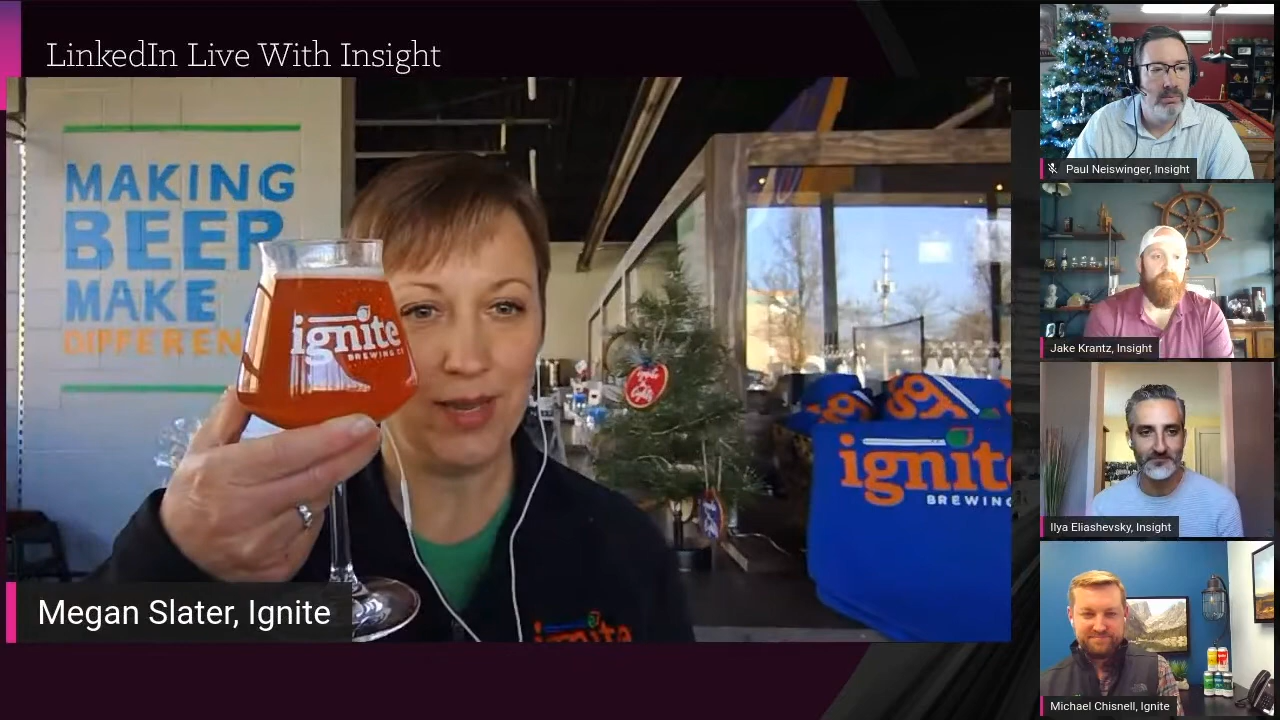 LinkedIn Live With Insight
MAKING
BEER
MAKE
DIFFEREN
ignite
BREWING CO
ignite
BREWING
ignite
Megan Slater, Ignite
Paul Neiswinger, Insight
Jake Krantz, Insight
Ilya Eliashevsky, Insight
Michael Chisnell, Ignite